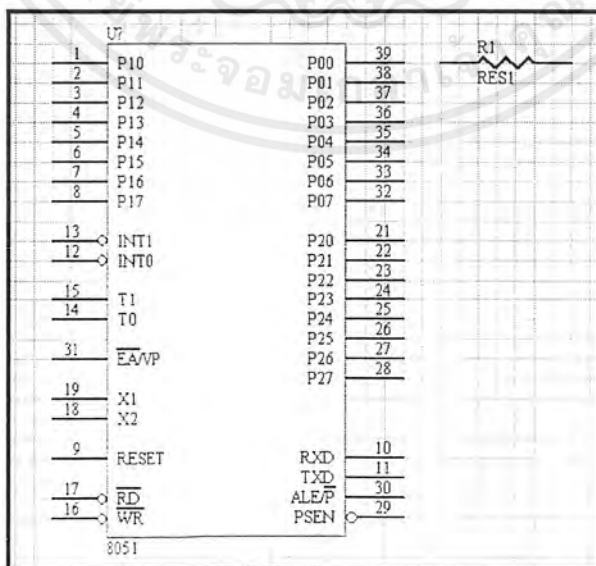 U?
1 P10 P00 39
2 P11 P01 38
3 P12 P02 37
4 P13 P03 36
5 P14 P04 35
6 P15 P05 34
7 P16 P06 33
8 P17 P07 32
13 INT1 P20 21
12 INT0 P21 22
P22 23
15 T1 P23 24
14 T0 P24 25
P25 26
31 EA/VP P26 27
P27 28
19 X1
18 X2
9 RESET RXD 10
TXD 11
17 RD ALE/P 30
16 WR PSEN 29
8051
R1
RES1